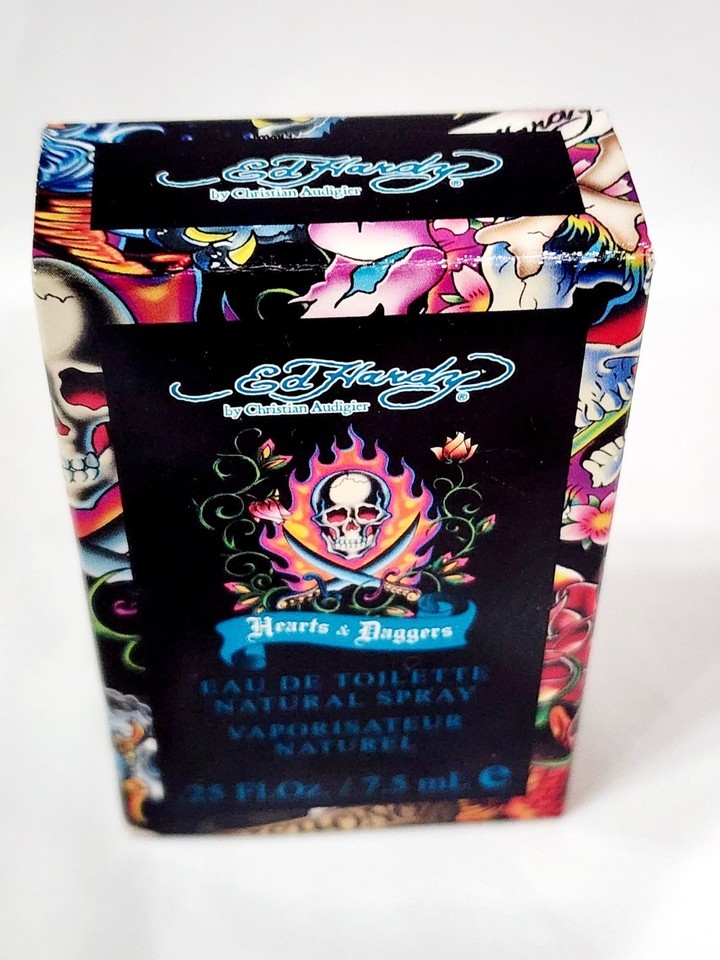 Ed Hardy®
by Christian Audigier
Ed Hardy®
by Christian Audigier
Hearts & Daggers
EAU DE TOILETTE
NATURAL SPRAY
VAPORISATEUR
NATUREL
.25 Fl.Oz. / 7.5 mL ℮